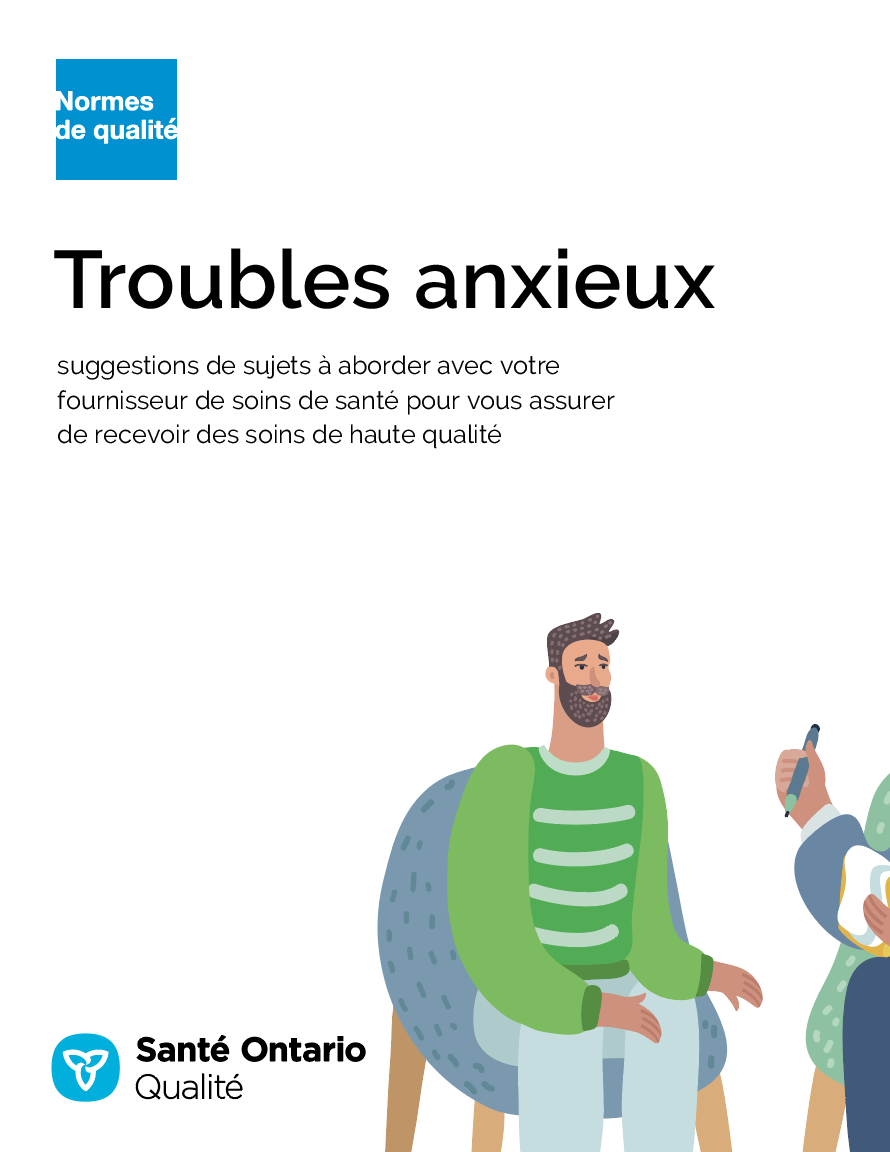 Normes
de qualité
Troubles anxieux
suggestions de sujets à aborder avec votre
fournisseur de soins de santé pour vous assurer
de recevoir des soins de haute qualité
Santé Ontario
Qualité